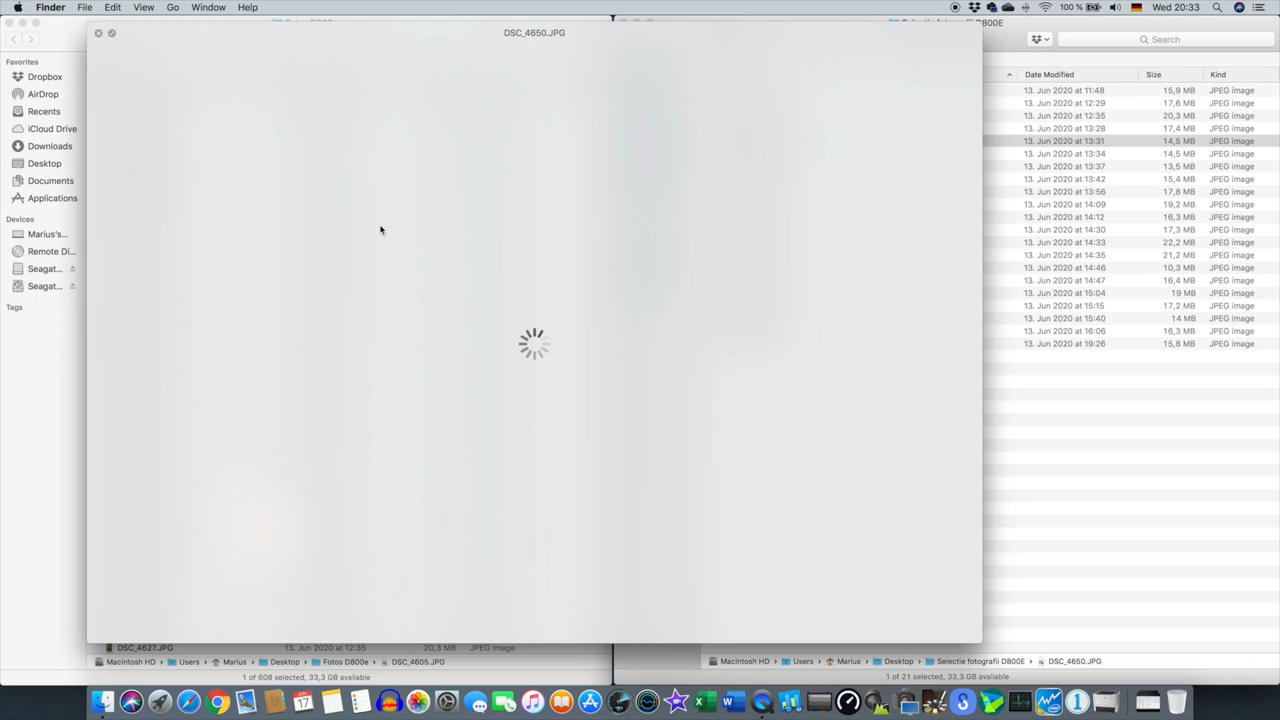 Finder File Edit View Go Window Help 100 % Wed 20:33
Selectie fotografii D800E
DSC_4650.JPG
Search
Favorites
Dropbox
AirDrop
Recents
iCloud Drive
Downloads
Desktop
Documents
Applications
Devices
Marius's...
Remote Di...
Seagat...
Seagat...
Tags
Date Modified Size Kind
13. Jun 2020 at 11:48 15,9 MB JPEG image
13. Jun 2020 at 12:29 17,6 MB JPEG image
13. Jun 2020 at 12:35 20,3 MB JPEG image
13. Jun 2020 at 13:28 17,4 MB JPEG image
13. Jun 2020 at 13:31 14,5 MB JPEG image
13. Jun 2020 at 13:34 14,5 MB JPEG image
13. Jun 2020 at 13:37 13,5 MB JPEG image
13. Jun 2020 at 13:42 15,4 MB JPEG image
13. Jun 2020 at 13:56 17,8 MB JPEG image
13. Jun 2020 at 14:09 19,2 MB JPEG image
13. Jun 2020 at 14:12 16,3 MB JPEG image
13. Jun 2020 at 14:30 17,3 MB JPEG image
13. Jun 2020 at 14:33 22,2 MB JPEG image
13. Jun 2020 at 14:35 21,2 MB JPEG image
13. Jun 2020 at 14:46 10,3 MB JPEG image
13. Jun 2020 at 14:47 16,4 MB JPEG image
13. Jun 2020 at 15:04 19 MB JPEG image
13. Jun 2020 at 15:15 17,2 MB JPEG image
13. Jun 2020 at 15:40 14 MB JPEG image
13. Jun 2020 at 16:06 16,3 MB JPEG image
13. Jun 2020 at 19:26 15,8 MB JPEG image
DSC_4627.JPG 13. Jun 2020 at 12:35 20,3 MB JPEG image
Macintosh HD Users Marius Desktop Fotos D800e DSC_4605.JPG
1 of 608 selected, 33,3 GB available
Macintosh HD Users Marius Desktop Selectie fotografii D800E DSC_4650.JPG
1 of 21 selected, 33,3 GB available
17